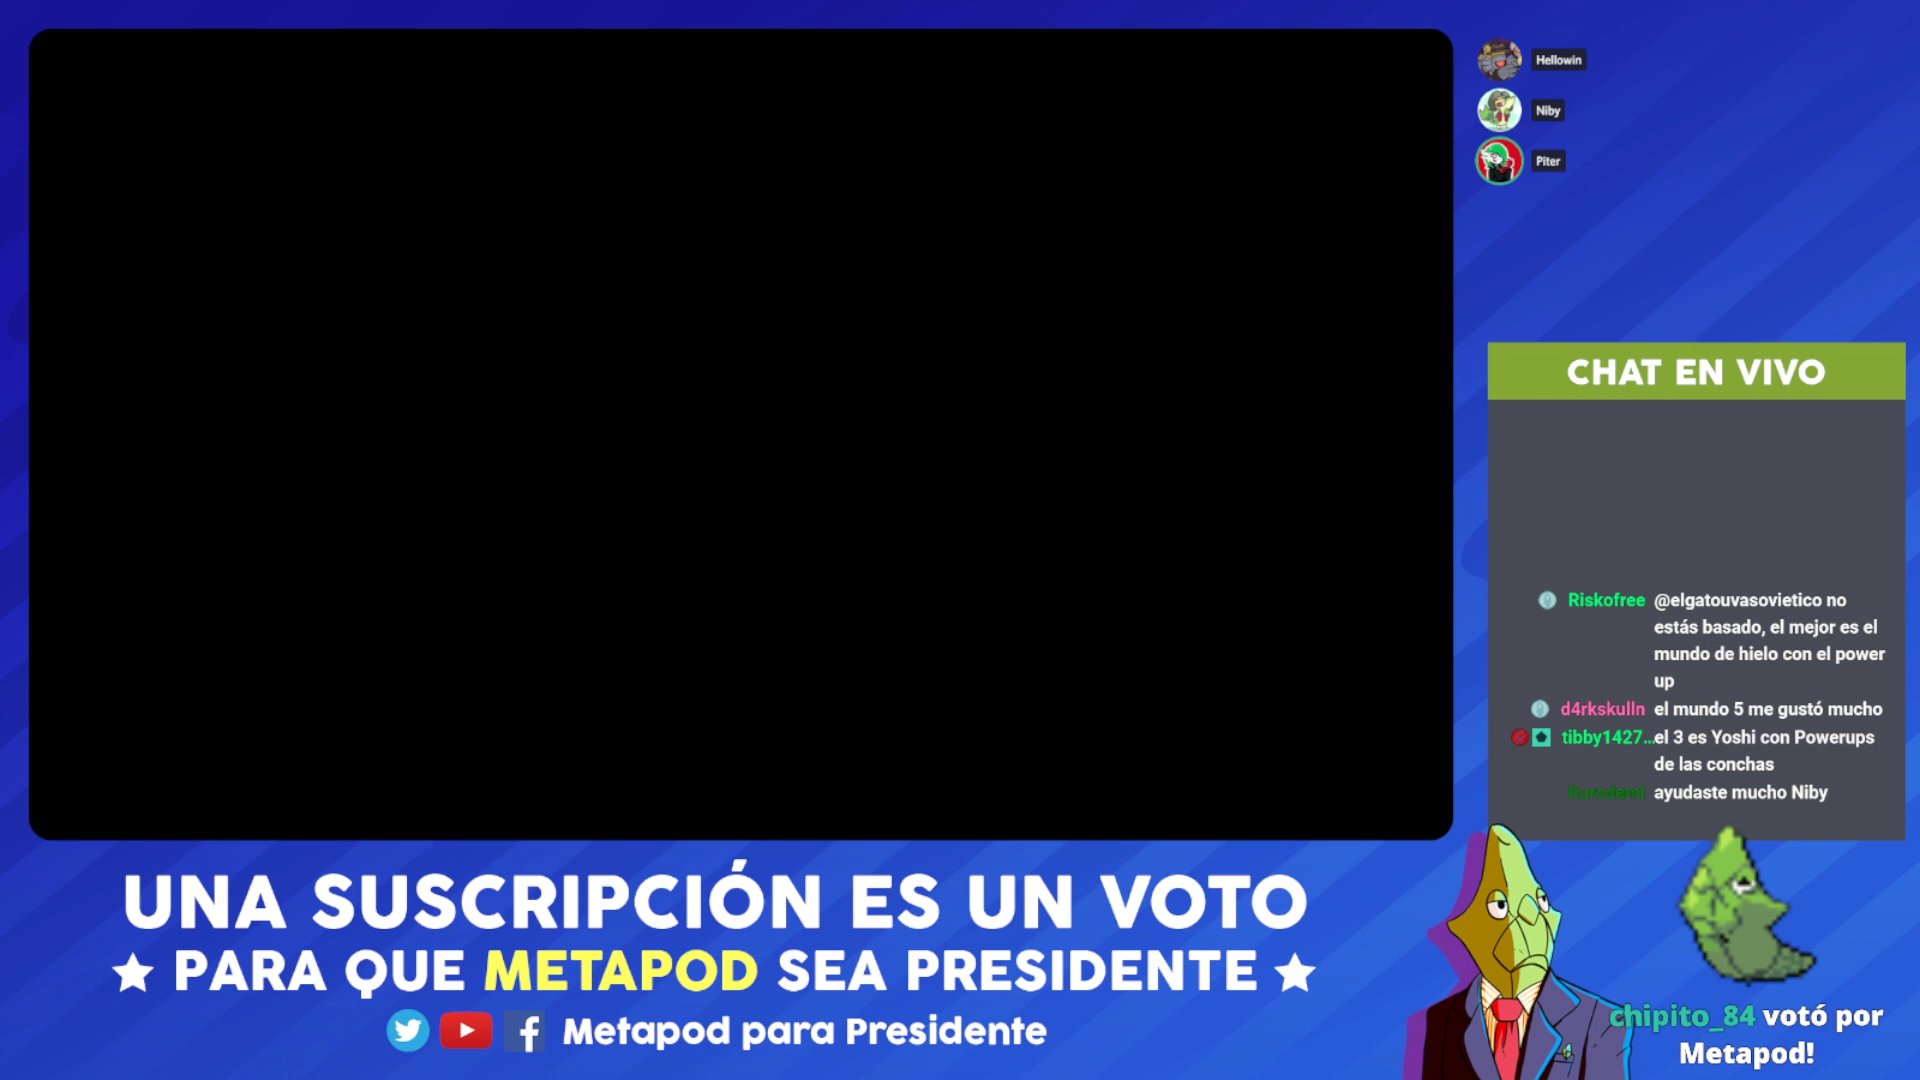 Hellowin
Niby
Piter
CHAT EN VIVO
Riskofree @elgatouvasovietico no
estás basado, el mejor es el
mundo de hielo con el power
up
d4rkskulln el mundo 5 me gustó mucho
tibby1427... el 3 es Yoshi con Powerups
de las conchas
ayudaste mucho Niby
UNA SUSCRIPCIÓN ES UN VOTO
PARA QUE METAPOD SEA PRESIDENTE
Metapod para Presidente
chipito_84 votó por
Metapod!